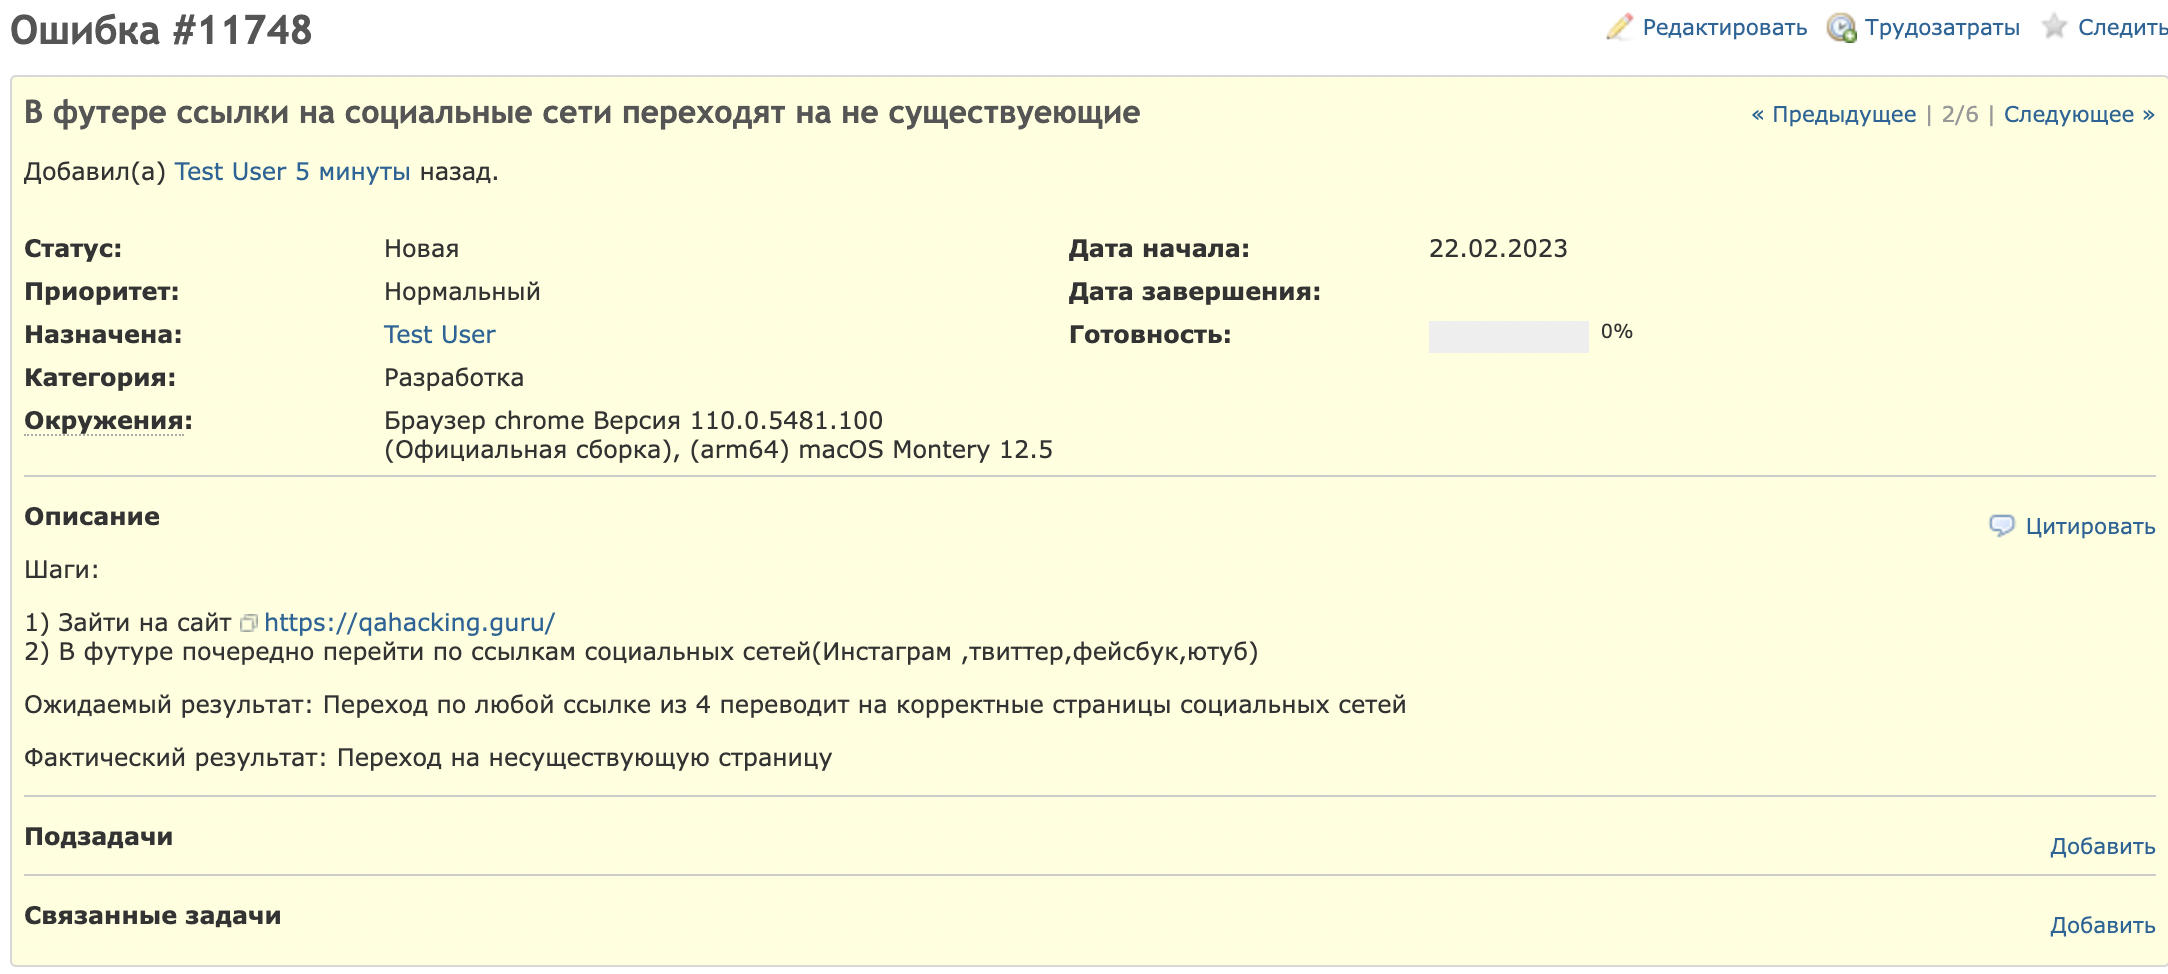 Ошибка #11748
Редактировать Трудозатраты Следить
В футере ссылки на социальные сети переходят на не существуеющие
« Предыдущее | 2/6 | Следующее »
Добавил(а) Test User 5 минуты назад.
Статус: Новая
Дата начала: 22.02.2023
Приоритет: Нормальный
Дата завершения:
Назначена: Test User
Готовность: 0%
Категория: Разработка
Окружения: Браузер chrome Версия 110.0.5481.100
(Официальная сборка), (arm64) macOS Montery 12.5
Описание
Цитировать
Шаги:
1) Зайти на сайт https://qahacking.guru/
2) В футуре почередно перейти по ссылкам социальных сетей(Инстаграм ,твиттер,фейсбук,ютуб)
Ожидаемый результат: Переход по любой ссылке из 4 переводит на корректные страницы социальных сетей
Фактический результат: Переход на несуществующую страницу
Подзадачи
Добавить
Связанные задачи
Добавить